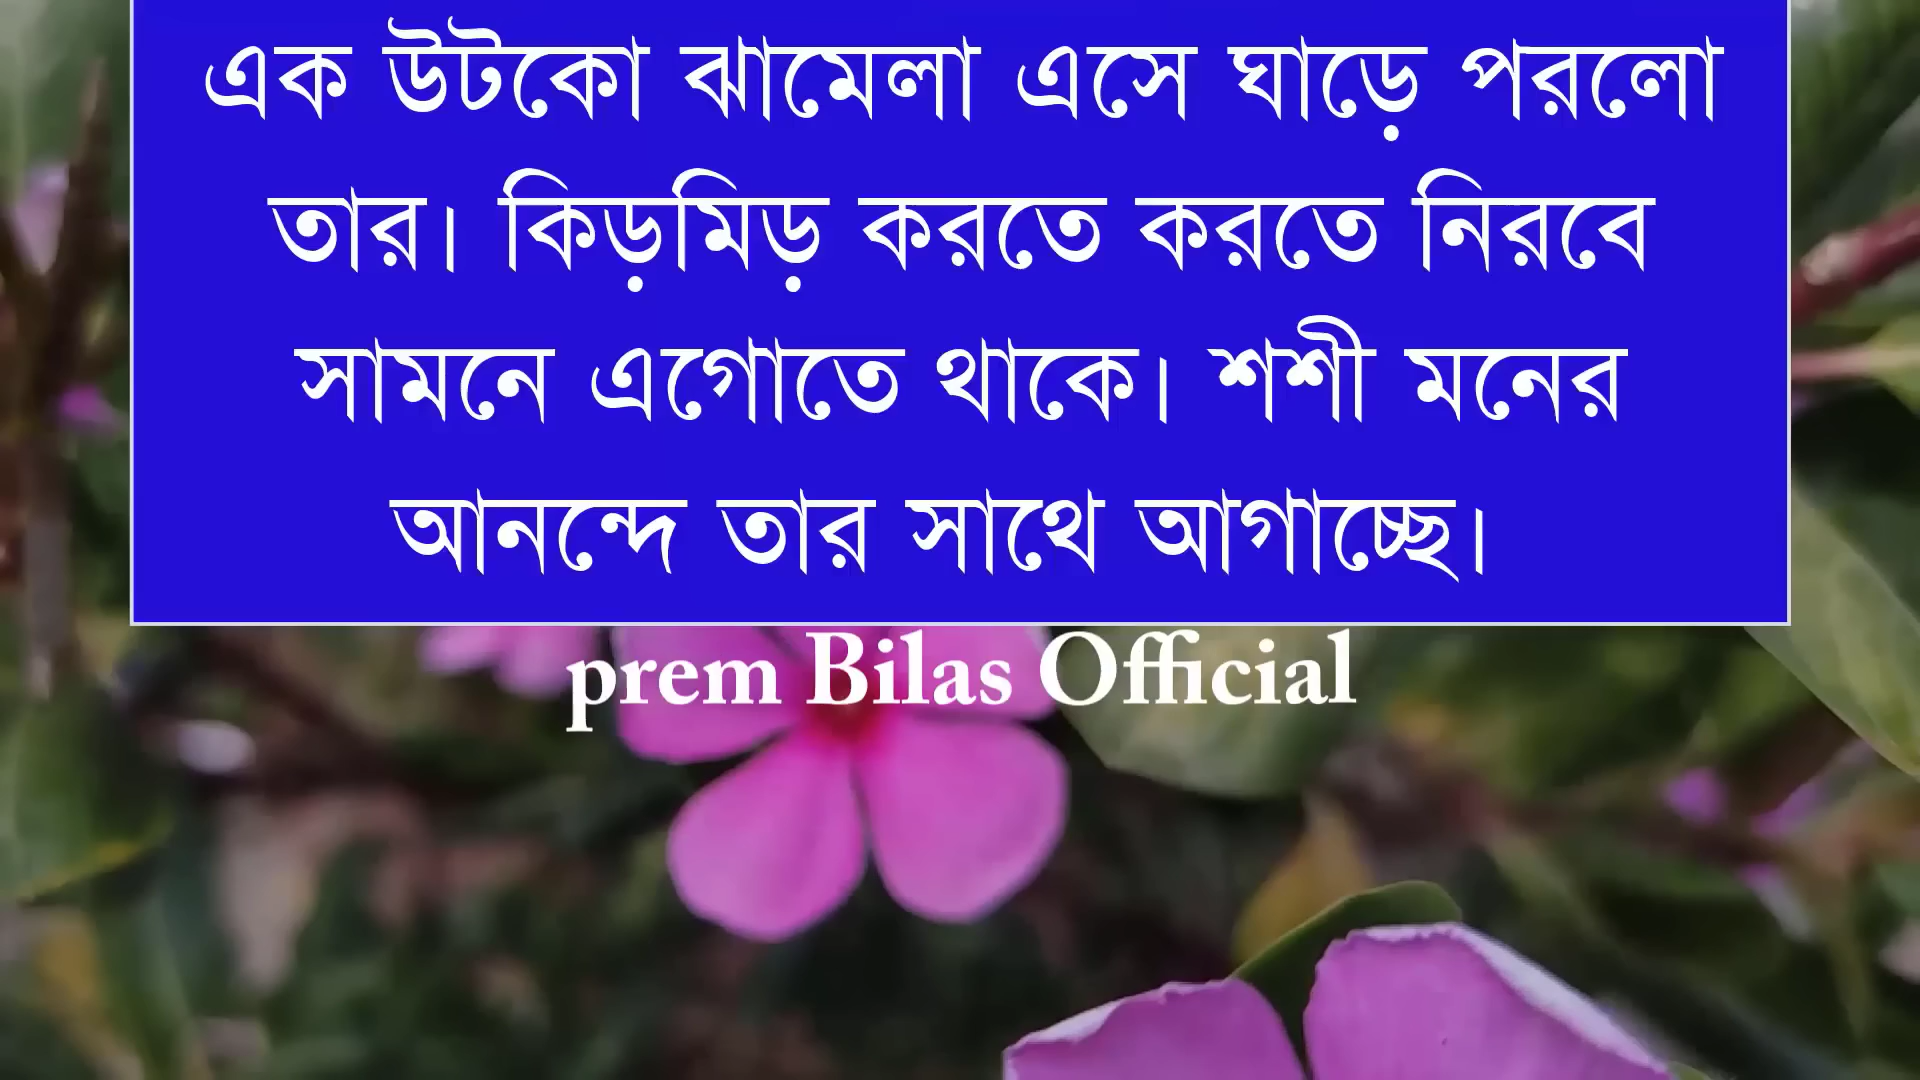 এক উটকো ঝামেলা এসে ঘাড়ে পরলো
তার। কিড়মিড় করতে করতে নিরবে
সামনে এগোতে থাকে। শশী মনের
আনন্দে তার সাথে আগাচ্ছে।
prem Bilas Official